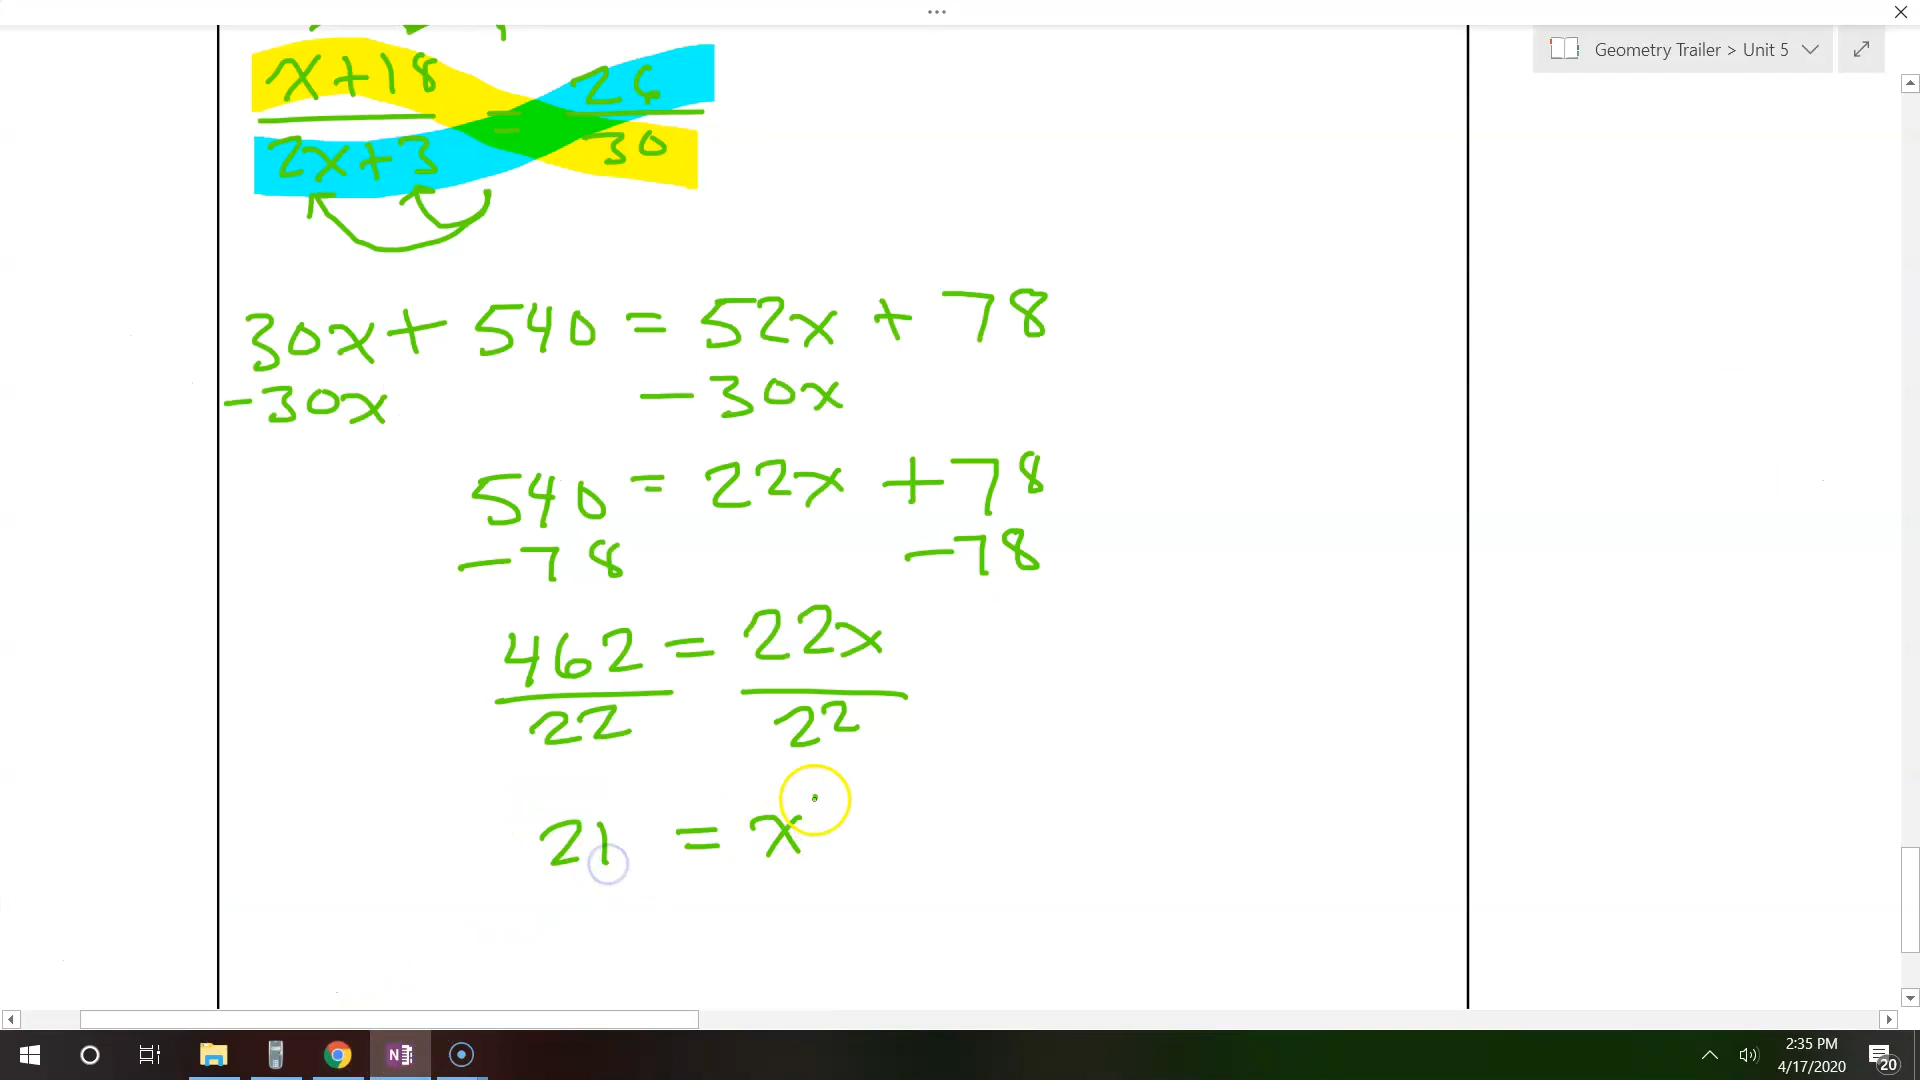 Geometry Trailer > Unit 5
x+18 = 26
2x+3 30
30x+ 540 = 52x + 78
-30x - 30x
540 = 22x +78
-78 -78
462 = 22x
22 22
21 = x
2:35 PM
4/17/2020
20